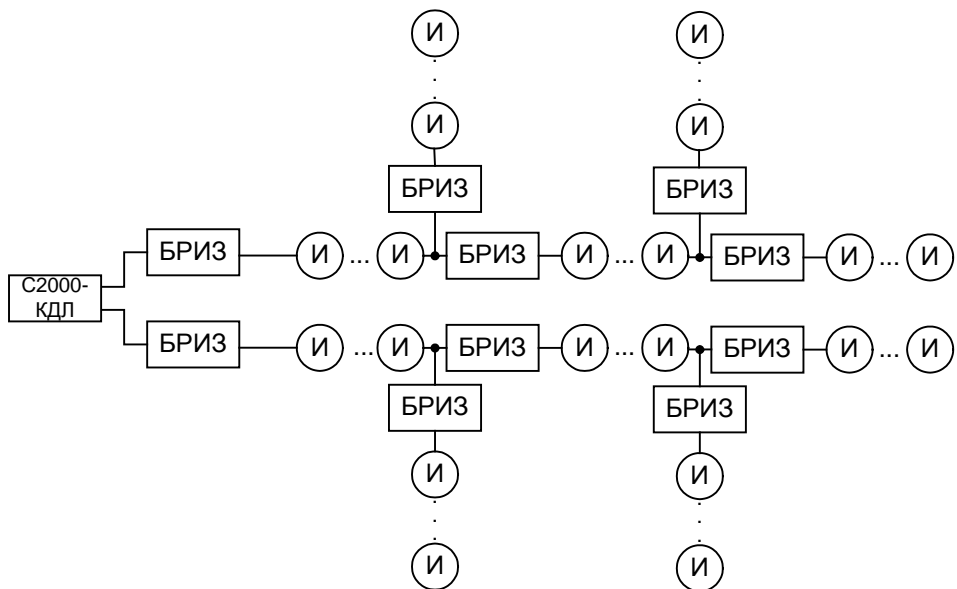 И И
. .
. .
. .
И И
БРИЗ БРИЗ
БРИЗ И ... И БРИЗ И ... И БРИЗ И ... И
С2000-
КДЛ
БРИЗ И ... И БРИЗ И ... И БРИЗ И ... И
БРИЗ БРИЗ
И И
. .
. .
. .
И И